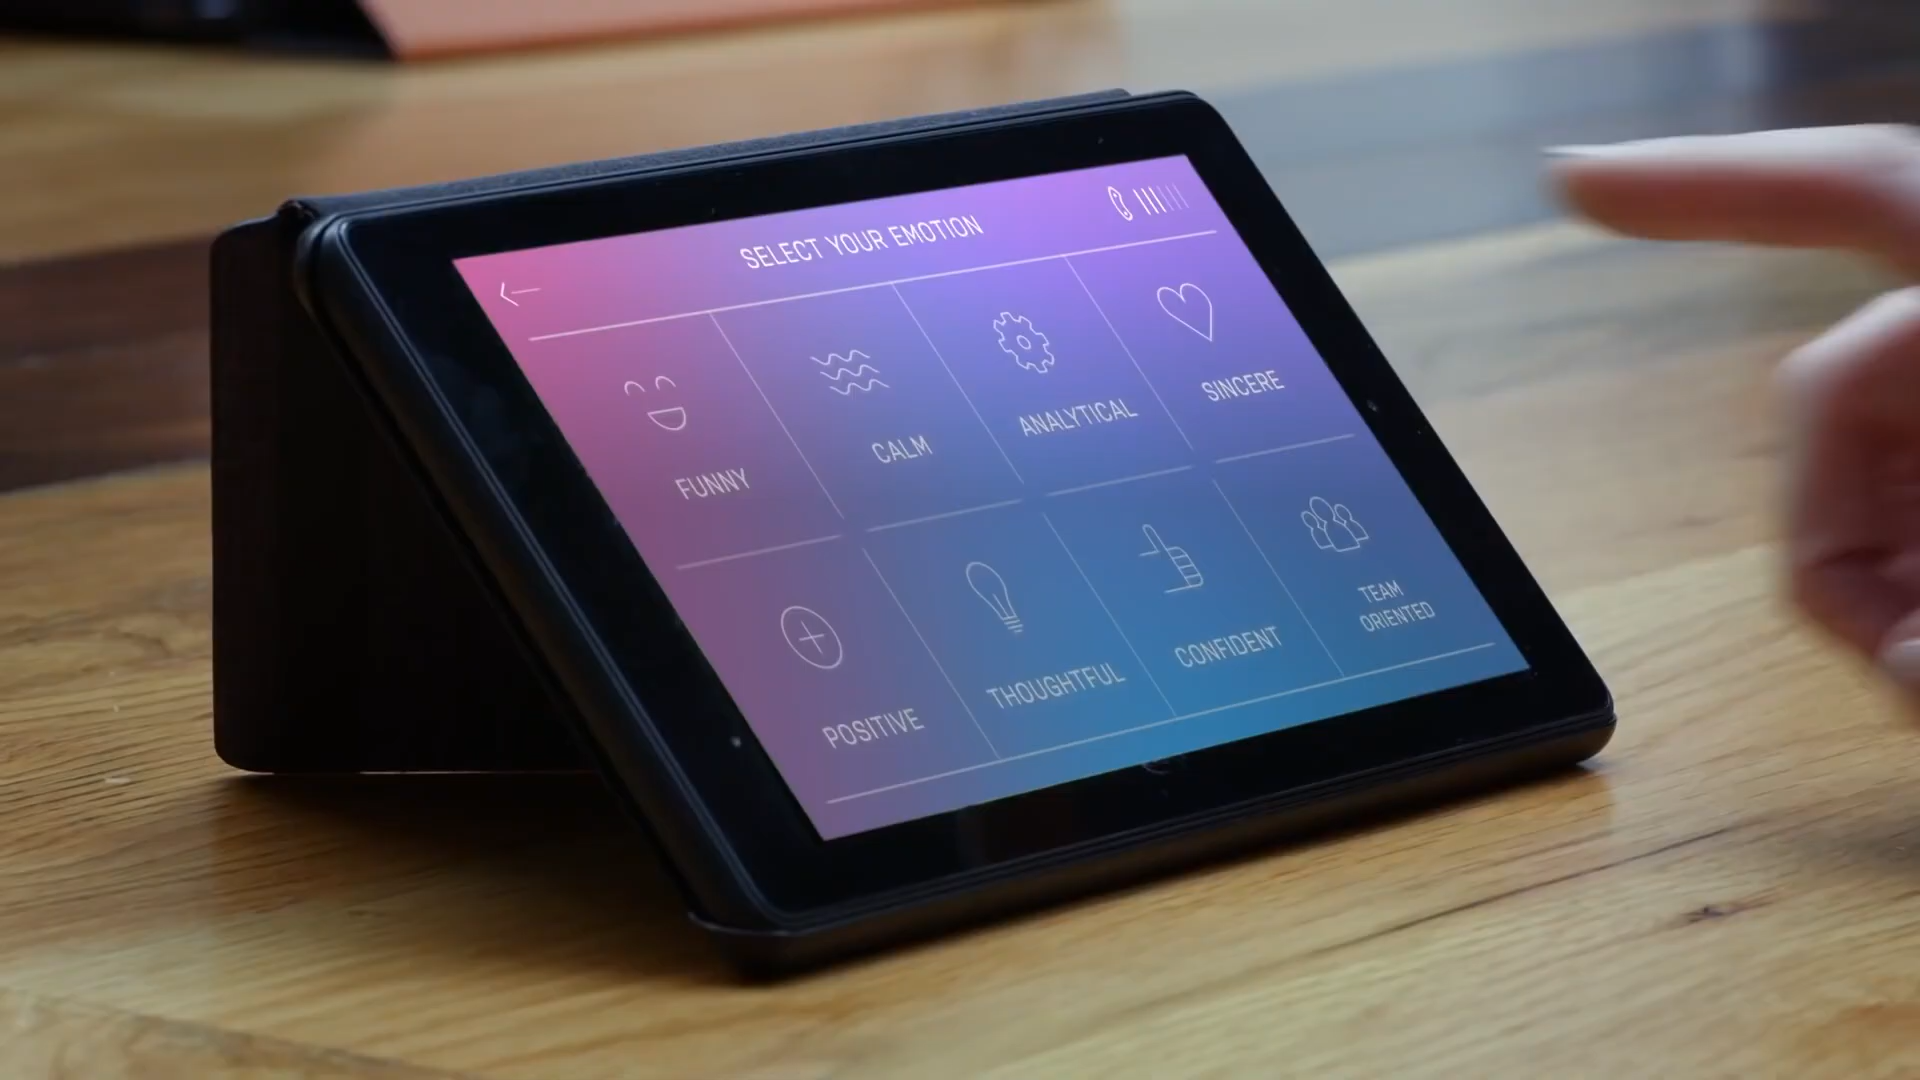 SELECT YOUR EMOTION
FUNNY
CALM
ANALYTICAL
SINCERE
POSITIVE
THOUGHTFUL
CONFIDENT
TEAM
ORIENTED